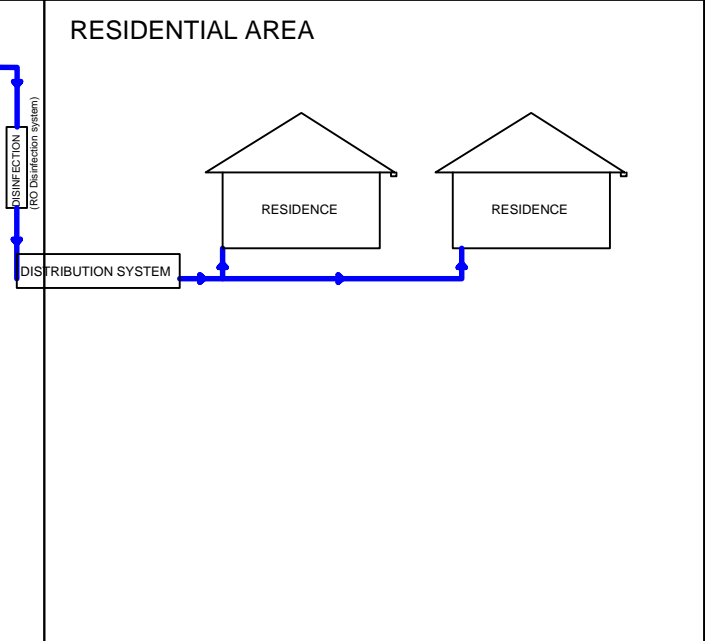 RESIDENTIAL AREA
DISINFECTION
(RO Disinfection system)
RESIDENCE
RESIDENCE
DISTRIBUTION SYSTEM